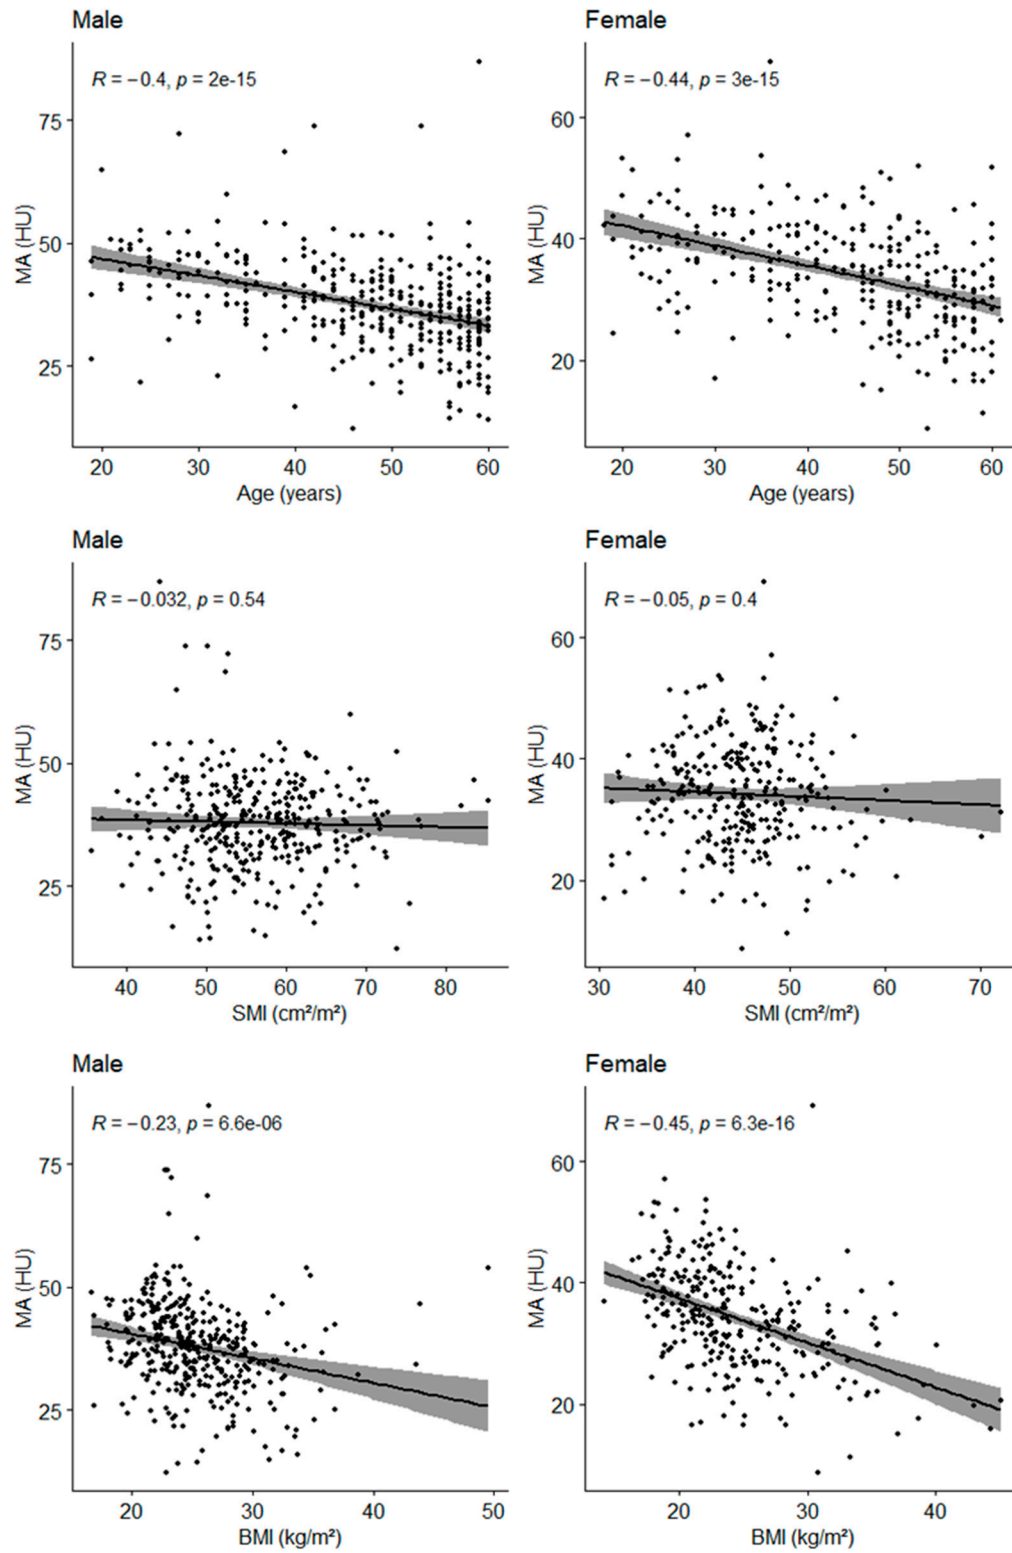 Male
R = −0.4, p = 2e-15
MA (HU)
75
50
25
20 30 40 50 60
Age (years)
Female
R = −0.44, p = 3e-15
MA (HU)
60
40
20
20 30 40 50 60
Age (years)
Male
R = −0.032, p = 0.54
MA (HU)
75
50
25
40 50 60 70 80
SMI (cm²/m²)
Female
R = −0.05, p = 0.4
MA (HU)
60
40
20
30 40 50 60 70
SMI (cm²/m²)
Male
R = −0.23, p = 6.6e-06
MA (HU)
75
50
25
20 30 40 50
BMI (kg/m²)
Female
R = −0.45, p = 6.3e-16
MA (HU)
60
40
20
20 30 40
BMI (kg/m²)